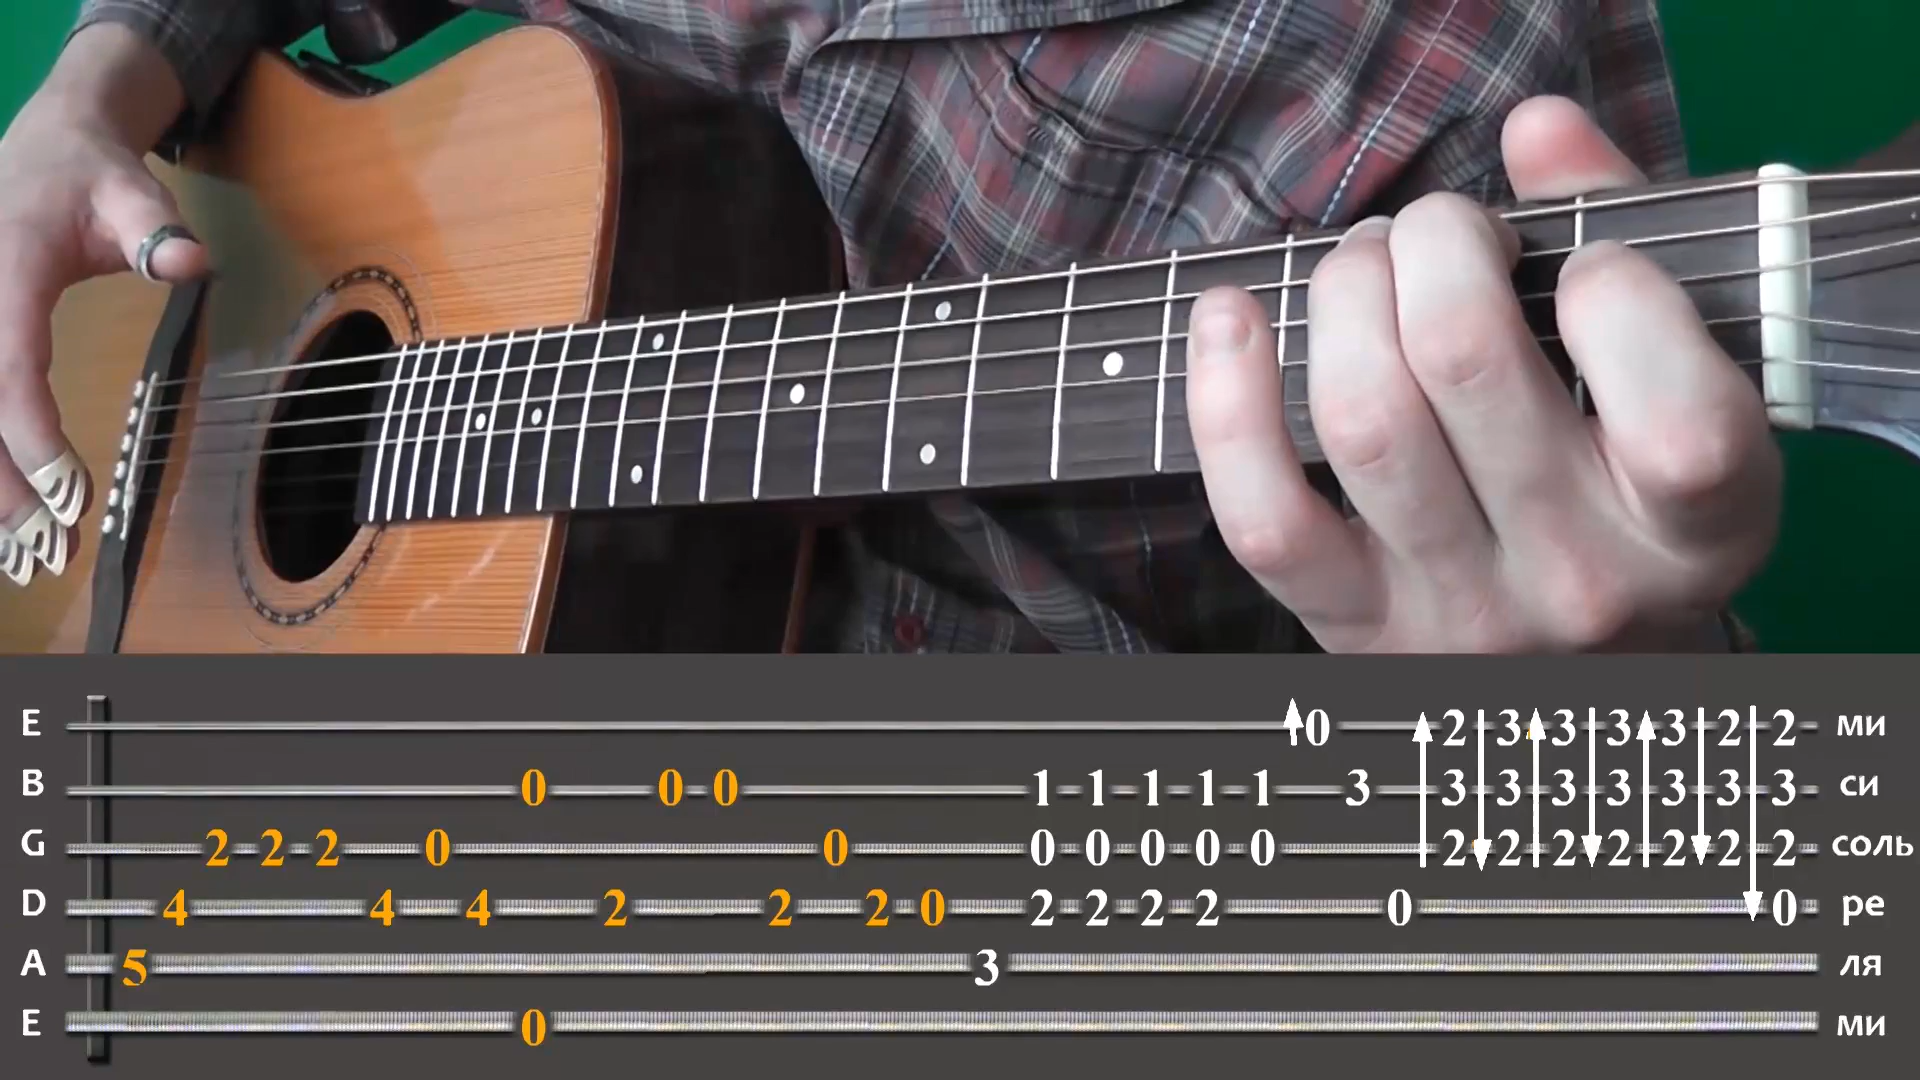 E 0 2 3 3 3 3 2 2 ми
B 0 0 0 1 1 1 1 1 3 3 3 3 3 3 3 3 си
G 2 2 2 0 0 0 0 0 0 0 2 2 2 2 2 2 2 соль
D 4 4 4 2 2 2 0 2 2 2 2 0 0 ре
A 5 3 ля
E 0 ми